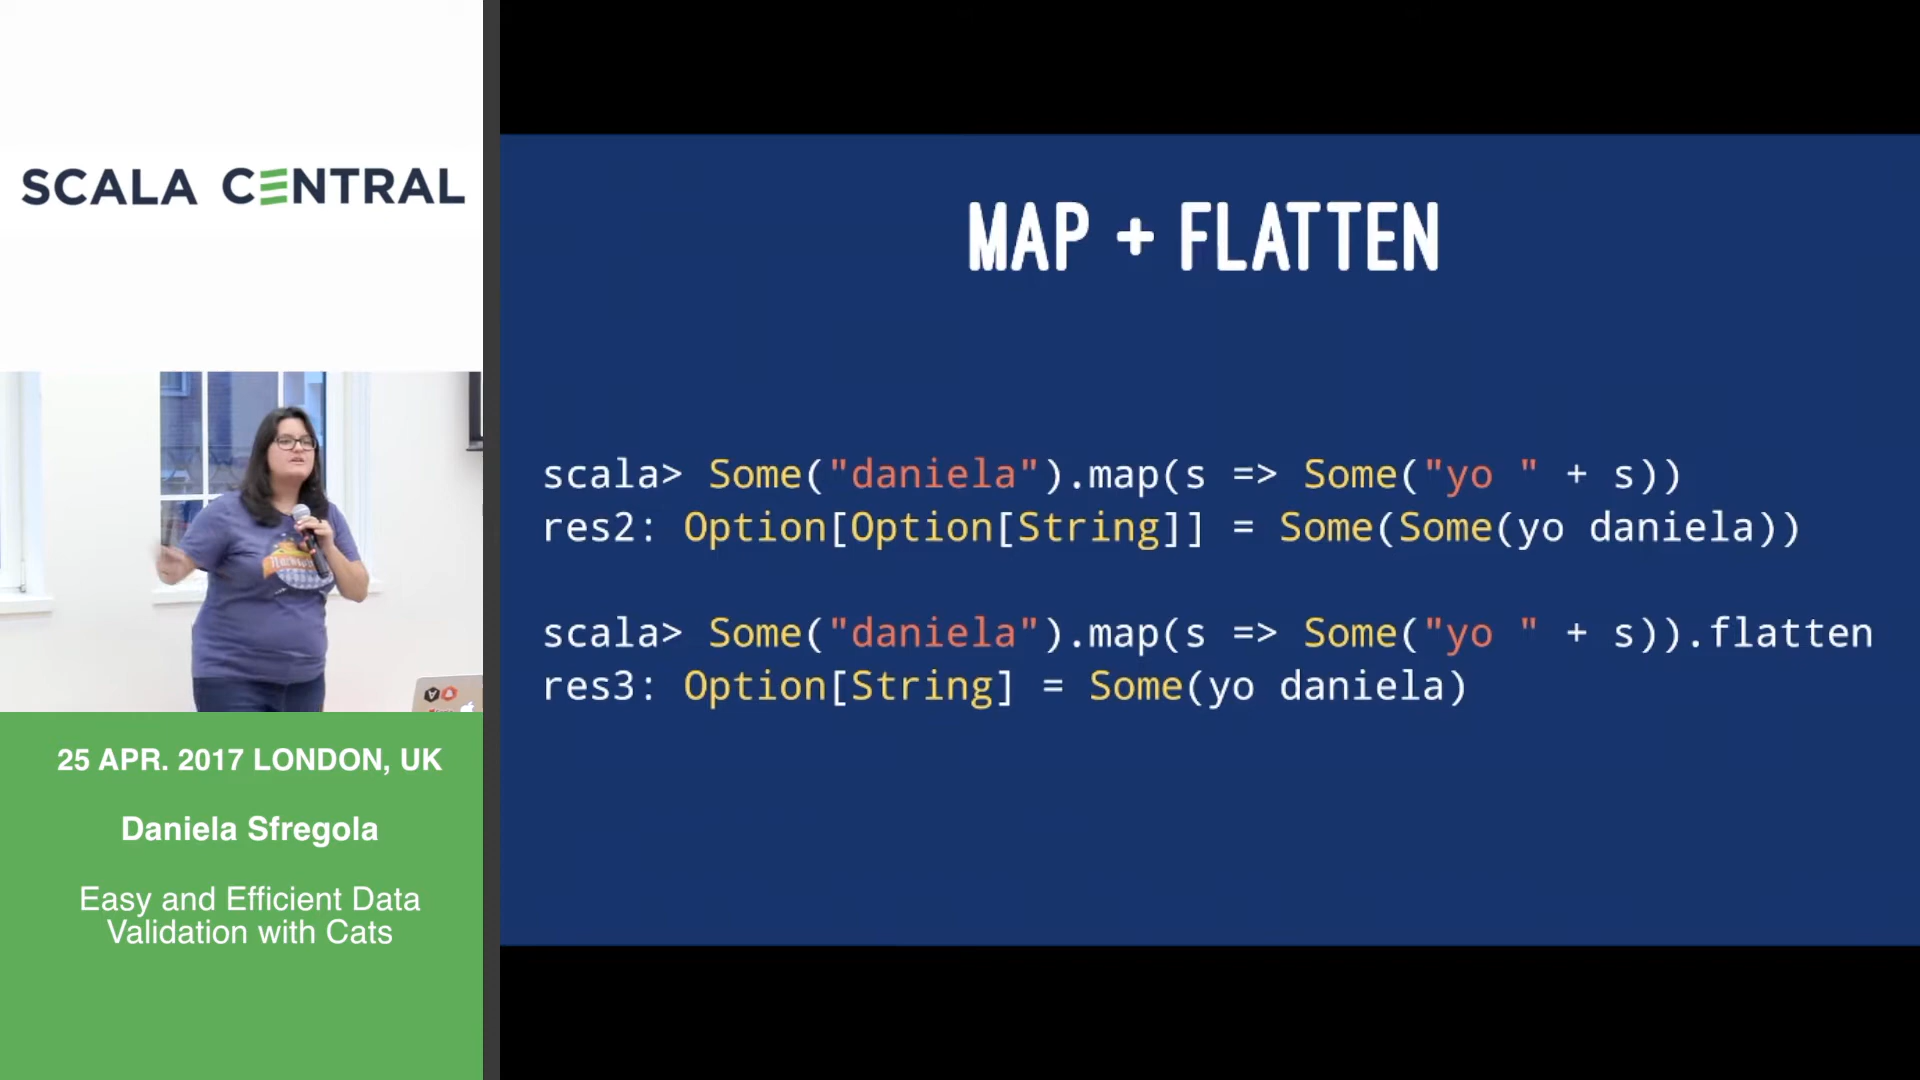 SCALA CENTRAL
25 APR. 2017 LONDON, UK
Daniela Sfregola
Easy and Efficient Data
Validation with Cats
MAP + FLATTEN
scala> Some("daniela").map(s => Some("yo " + s))
res2: Option[Option[String]] = Some(Some(yo daniela))
scala> Some("daniela").map(s => Some("yo " + s)).flatten
res3: Option[String] = Some(yo daniela)